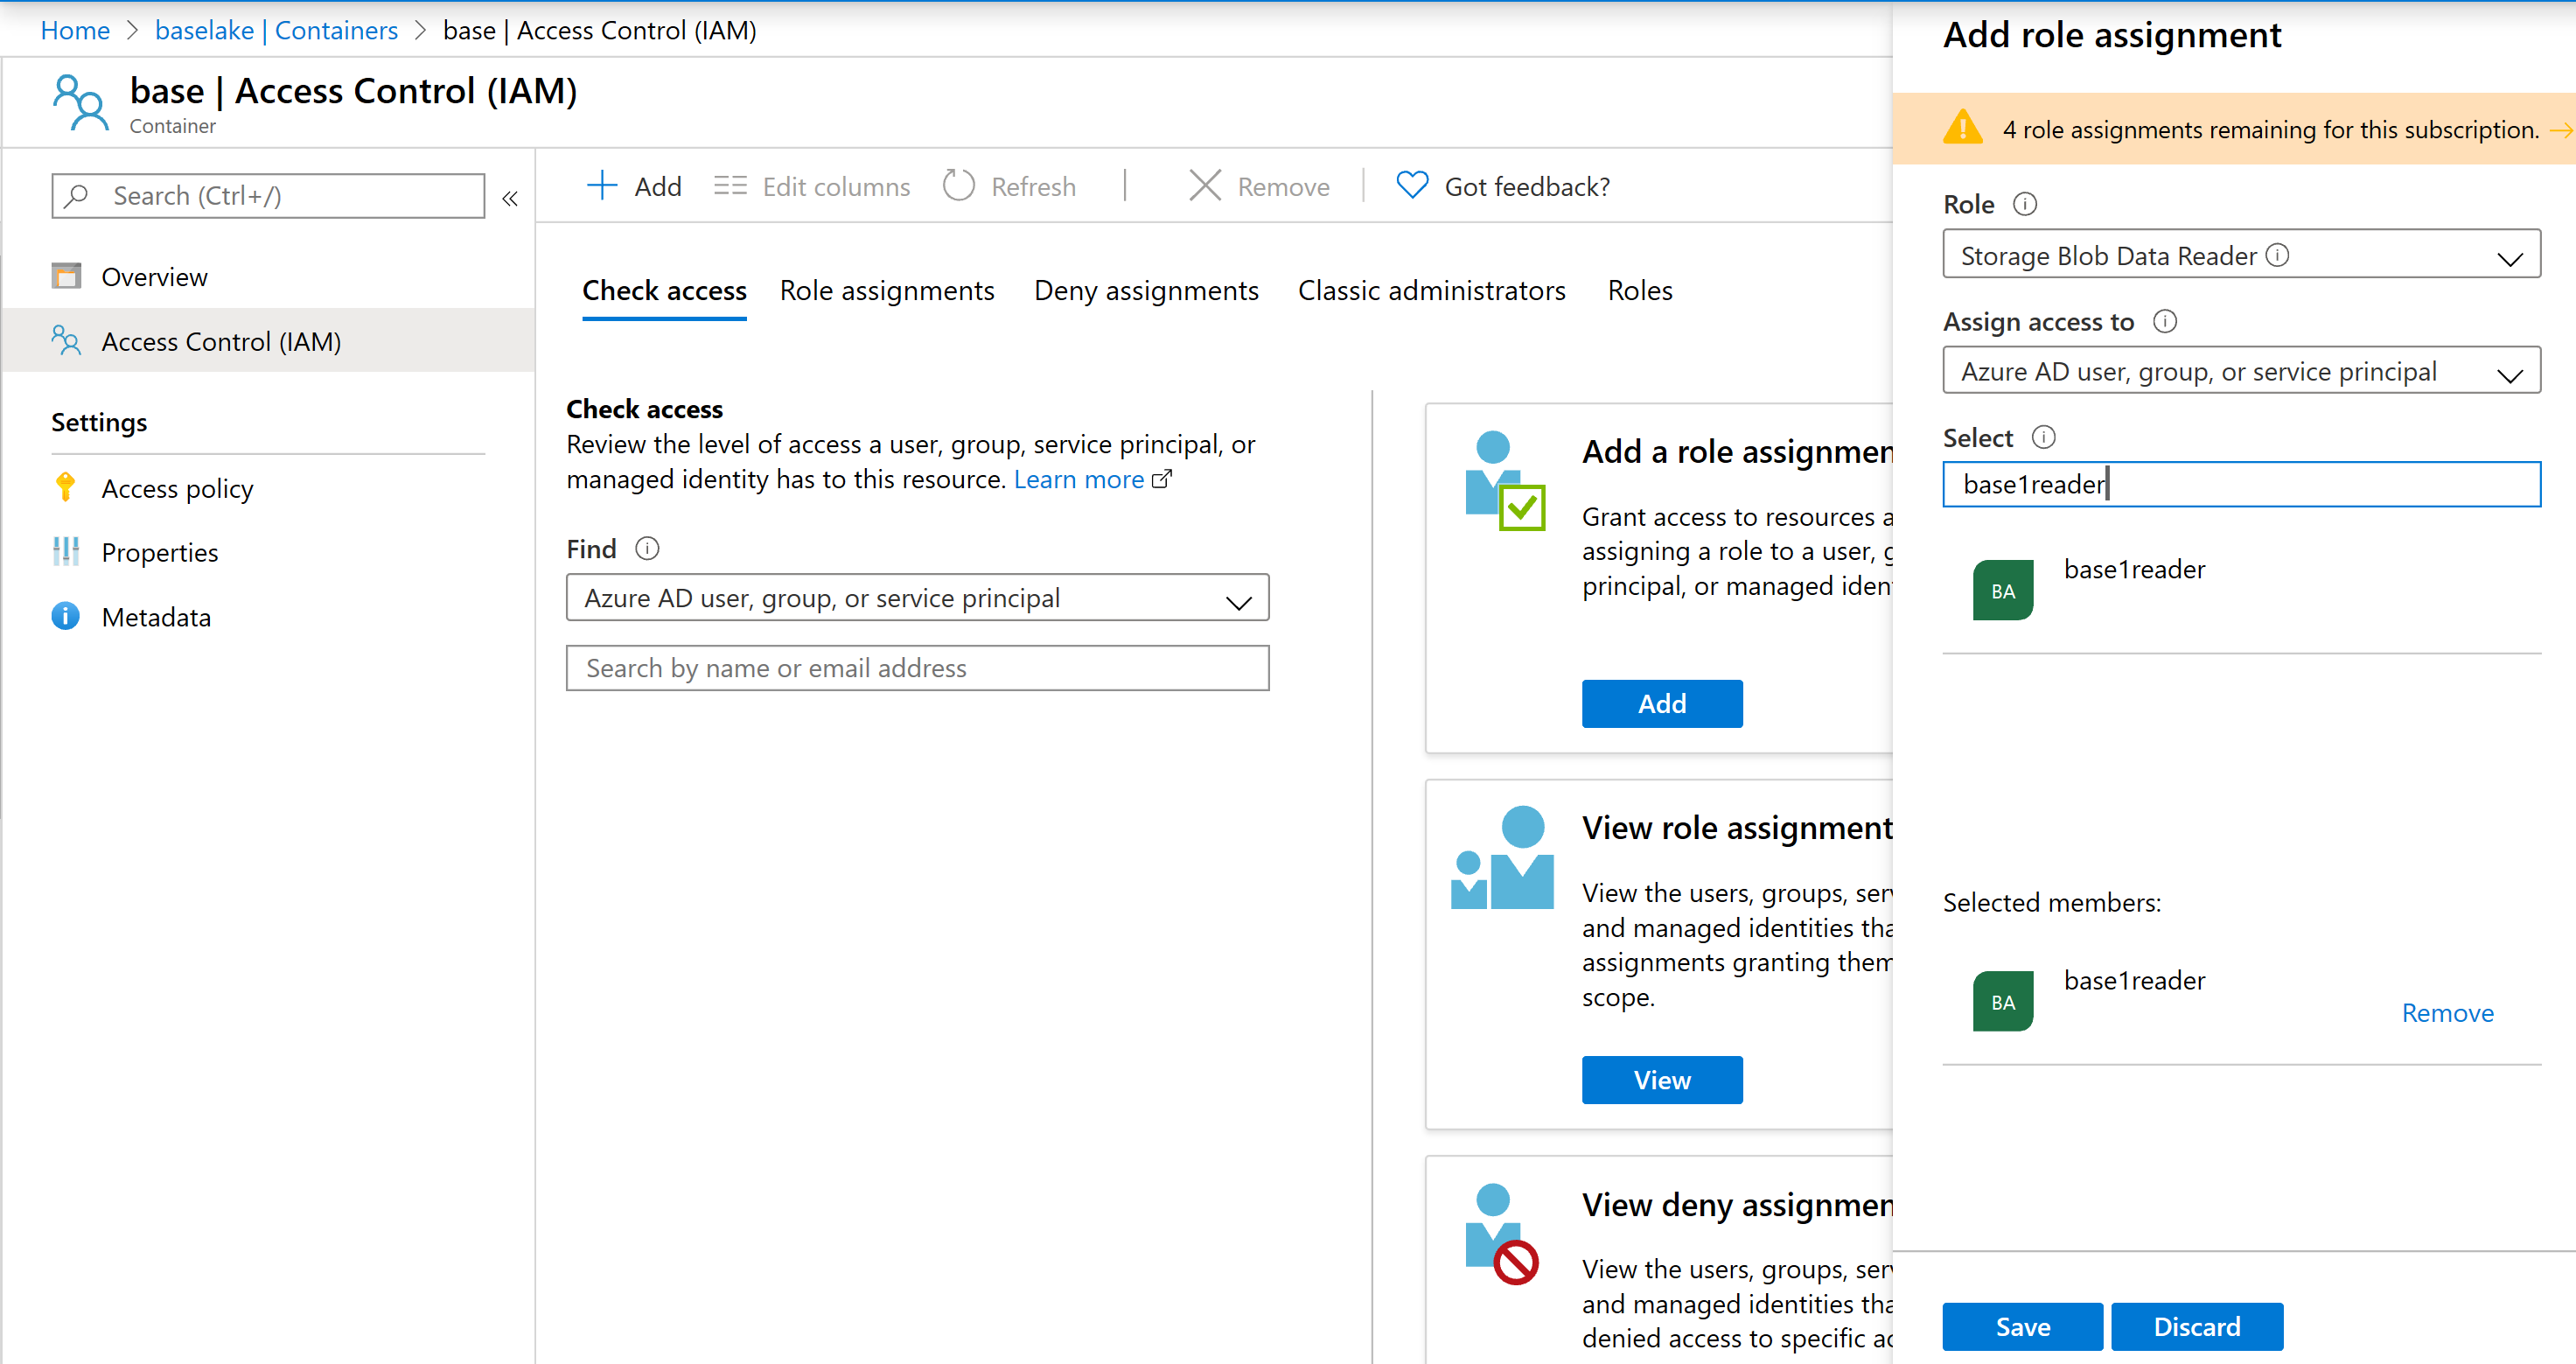 Home > baselake | Containers > base | Access Control (IAM)
base | Access Control (IAM)
Container
Search (Ctrl+/)
«
Overview
Access Control (IAM)
Settings
Access policy
Properties
Metadata
Add
Edit columns
Refresh
Remove
Got feedback?
Check access
Role assignments
Deny assignments
Classic administrators
Roles
Check access
Review the level of access a user, group, service principal, or
managed identity has to this resource. Learn more
Find
Azure AD user, group, or service principal
Search by name or email address
Add a role assignmen
Grant access to resources a
assigning a role to a user, g
principal, or managed iden
Add
View role assignment
View the users, groups, ser
and managed identities tha
assignments granting them
scope.
View
View deny assignmen
View the users, groups, ser
and managed identities tha
denied access to specific ac
Add role assignment
4 role assignments remaining for this subscription. →
Role
Storage Blob Data Reader
Assign access to
Azure AD user, group, or service principal
Select
base1reader
BA
base1reader
Selected members:
BA
base1reader
Remove
Save
Discard